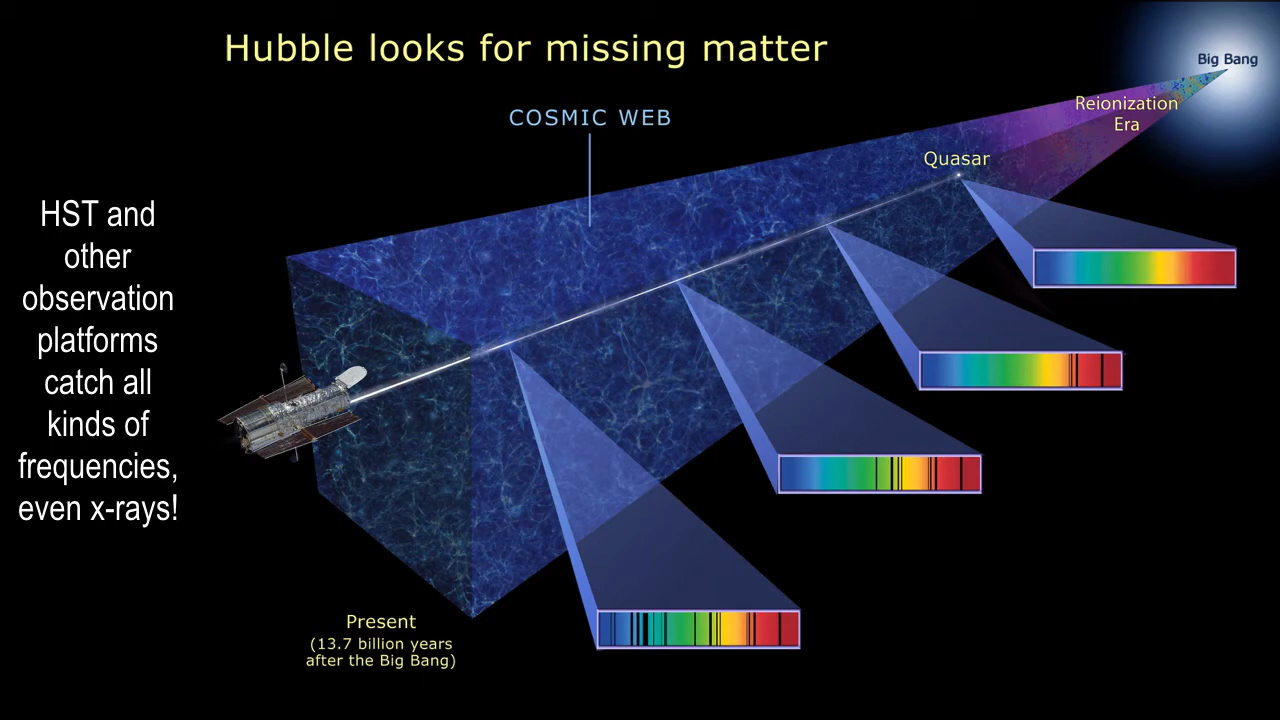 Hubble looks for missing matter
Big Bang
Reionization
Era
COSMIC WEB
Quasar
HST and
other
observation
platforms
catch all
kinds of
frequencies,
even x-rays!
Present
(13.7 billion years
after the Big Bang)